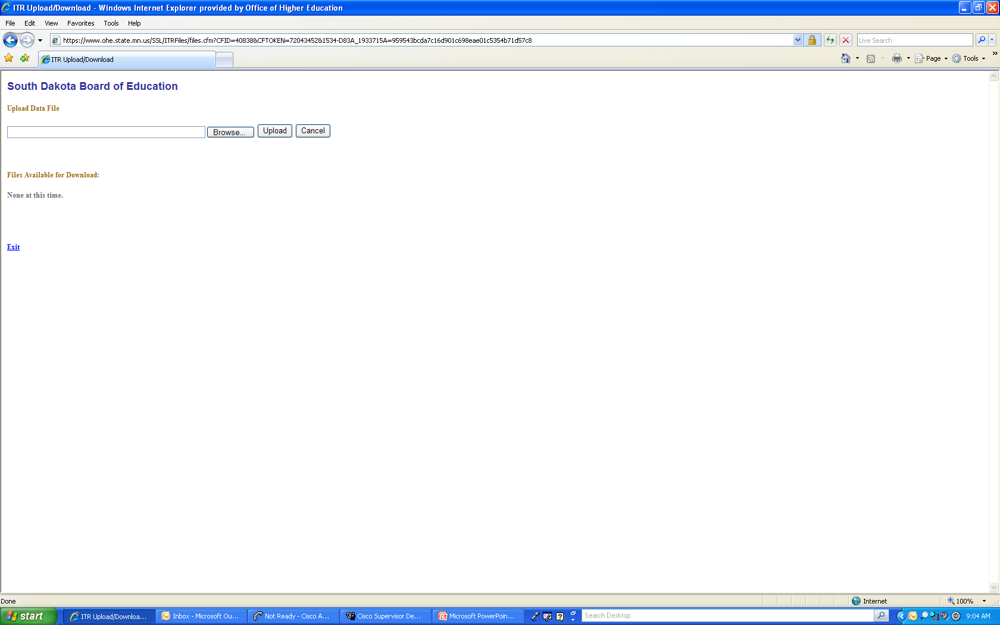 ITR Upload/Download - Windows Internet Explorer provided by Office of Higher Education
File Edit View Favorites Tools Help
https://www.ohe.state.mn.us/SSL/ITRFiles/files.cfm?CFID=40838&CFTOKEN=72043452&1534-D83A_1933715A=959543bcda7c16d901c698eae01c5354b71d57c8
Live Search
ITR Upload/Download
Page Tools »
South Dakota Board of Education
Upload Data File
Browse... Upload Cancel
Files Available for Download:
None at this time.
Exit
Done
Internet
100%
start
ITR Upload/Downloa...
Inbox - Microsoft Ou...
Not Ready - Cisco A...
Cisco Supervisor De...
Microsoft PowerPoin...
Search Desktop
9:04 AM